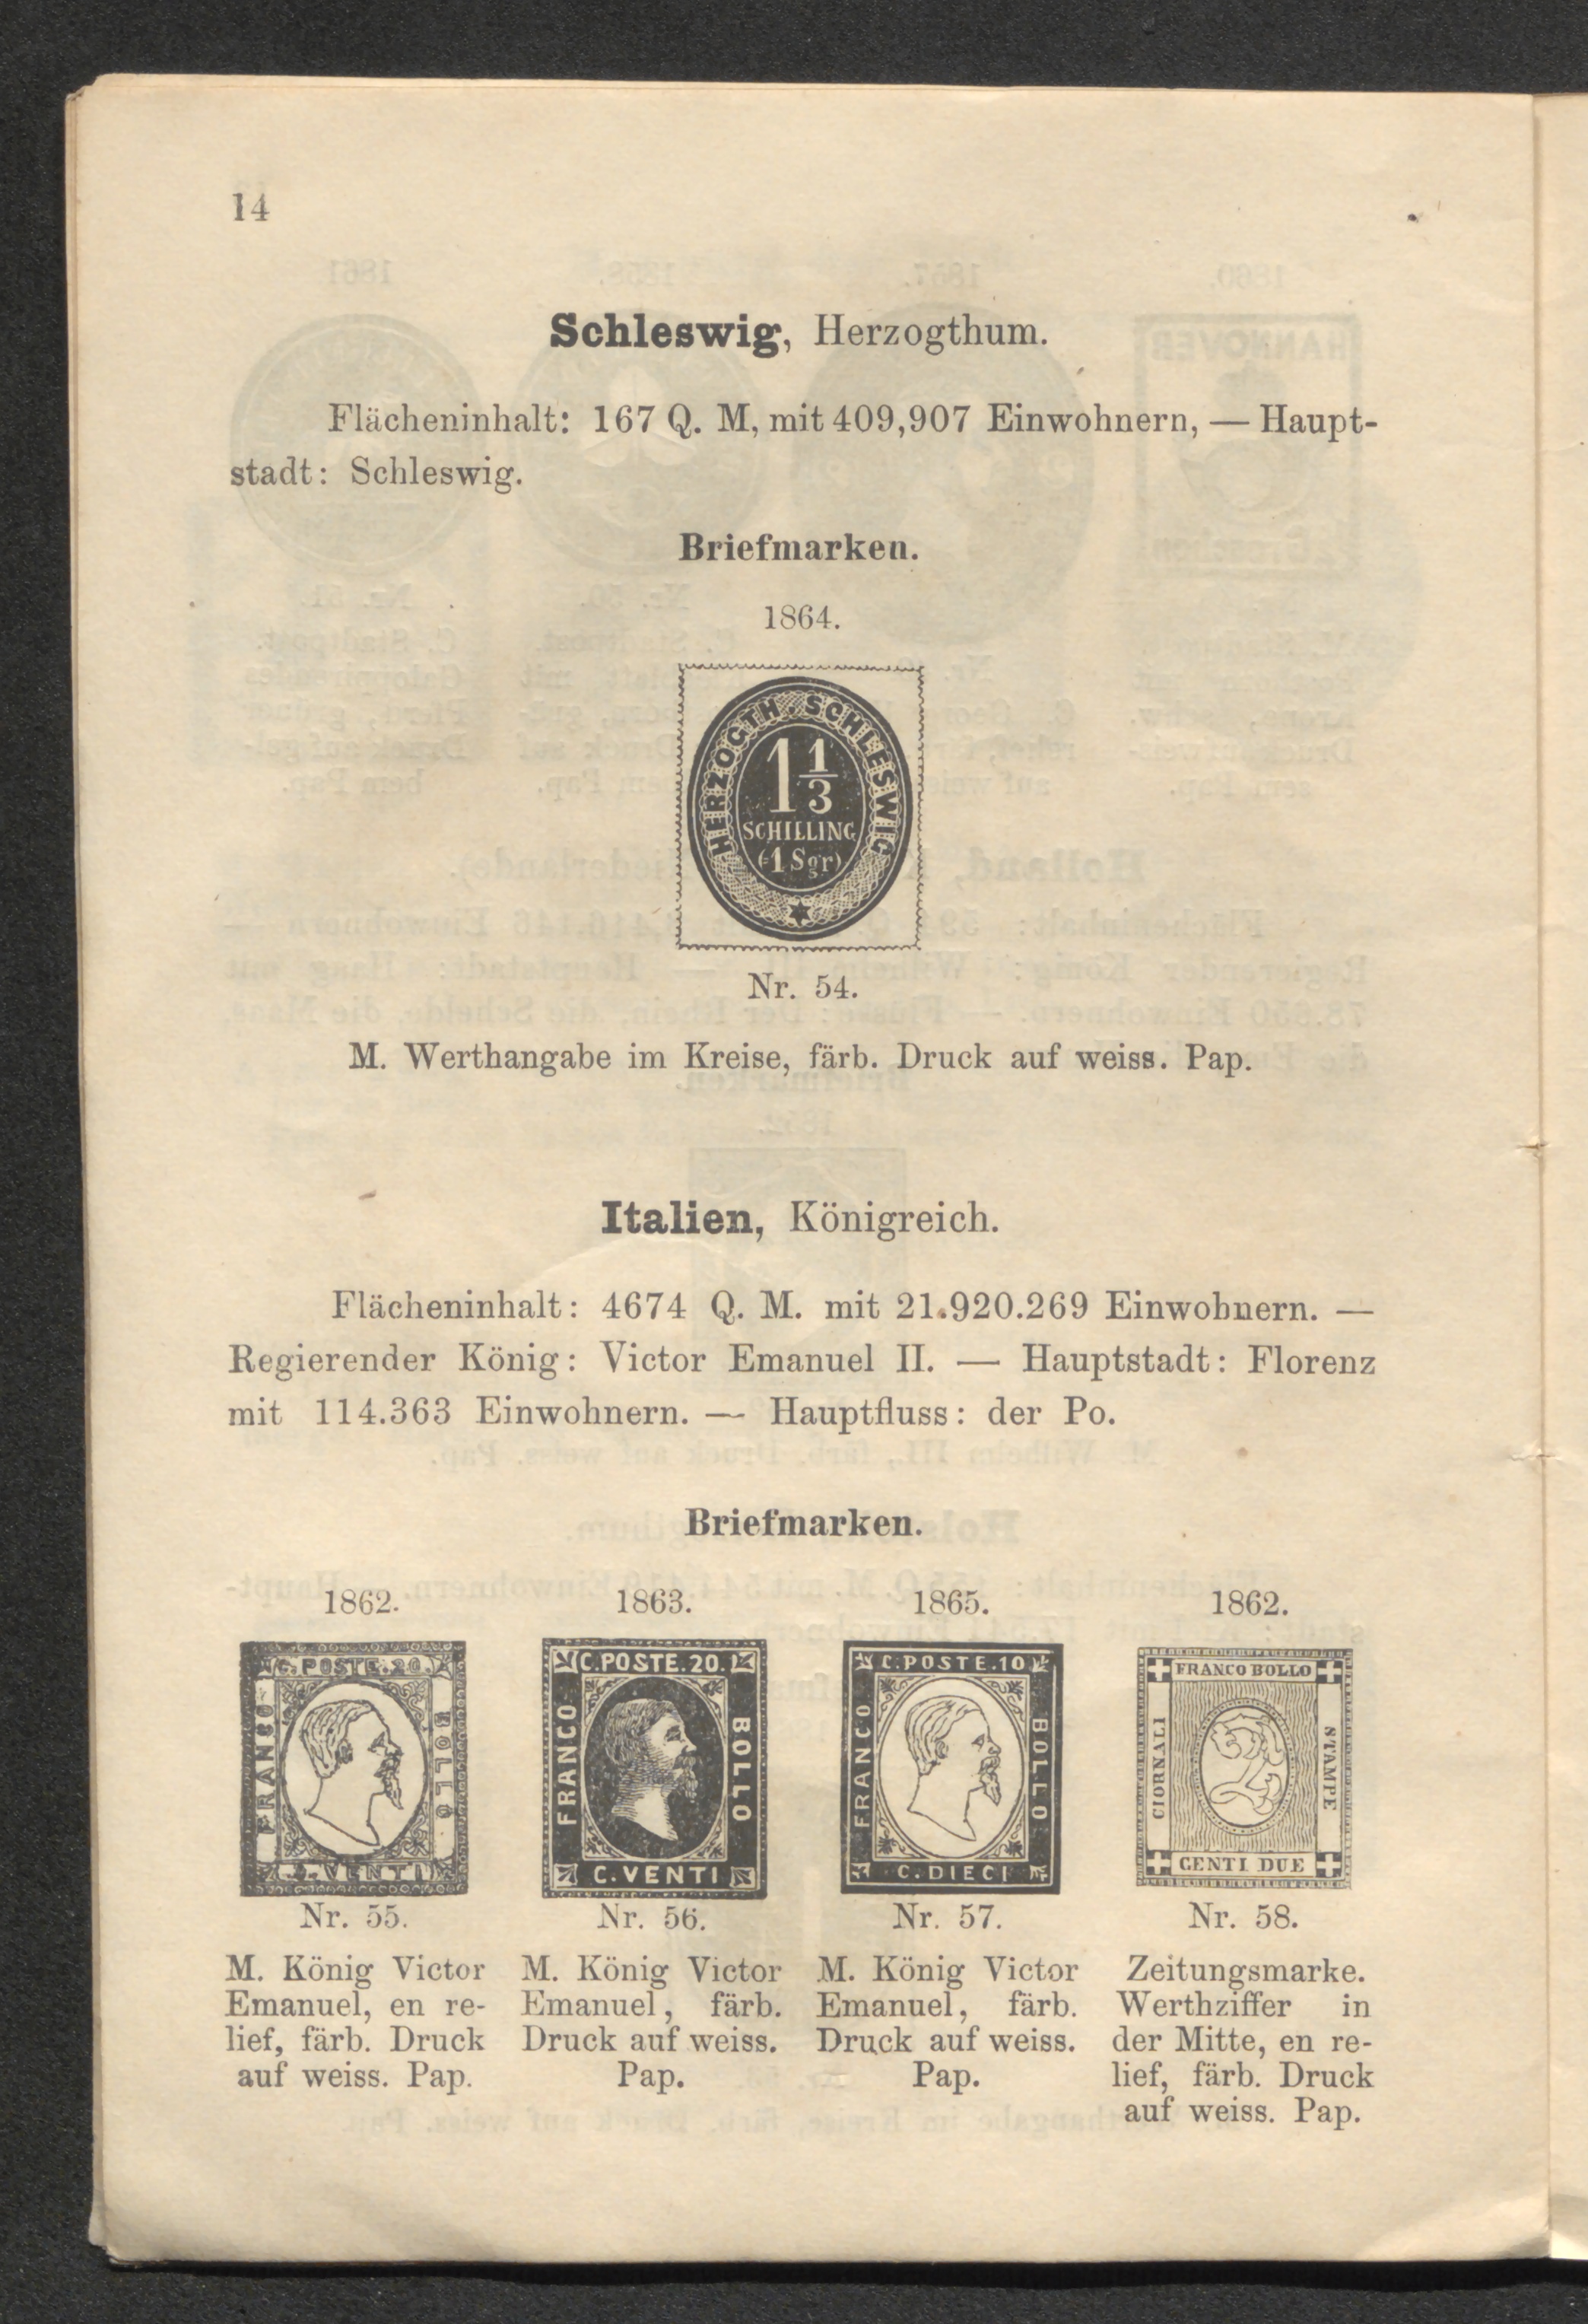 14
Schleswig, Herzogthum.
Flächeninhalt: 167 Q. M, mit 409,907 Einwohnern, — Haupt-
stadt: Schleswig.
Briefmarken.
1864.
HERZOGTH. SCHLESWIG
1 1/3
SCHILLING
(1 Sgr)
Nr. 54.
M. Werthangabe im Kreise, färb. Druck auf weiss. Pap.
Italien, Königreich.
Flächeninhalt: 4674 Q. M. mit 21.920.269 Einwohnern. —
Regierender König: Victor Emanuel II. — Hauptstadt: Florenz
mit 114.363 Einwohnern. — Hauptfluss: der Po.
Briefmarken.
1862.
C. POSTE. 20.
FRANCO
BOLLO
C. VENTI
Nr. 55.
M. König Victor
Emanuel, en re-
lief, färb. Druck
auf weiss. Pap.
1863.
C. POSTE. 20.
FRANCO
BOLLO
C. VENTI
Nr. 56.
M. König Victor
Emanuel, färb.
Druck auf weiss.
Pap.
1865.
C. POSTE. 10
FRANCO
BOLLO
C. DIECI
Nr. 57.
M. König Victor
Emanuel, färb.
Druck auf weiss.
Pap.
1862.
FRANCO BOLLO
GIORNALI
STAMPE
CENTI DUE
Nr. 58.
Zeitungsmarke.
Werthziffer in
der Mitte, en re-
lief, färb. Druck
auf weiss. Pap.